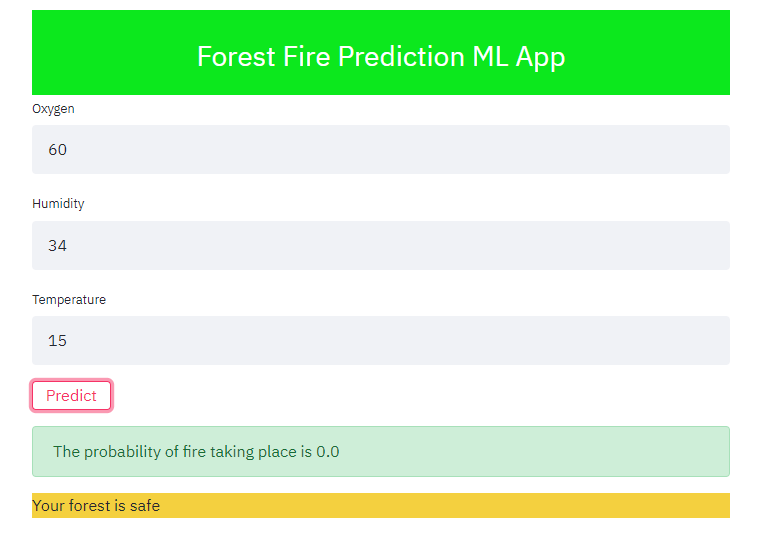 Forest Fire Prediction ML App
Oxygen
60
Humidity
34
Temperature
15
Predict
The probability of fire taking place is 0.0
Your forest is safe